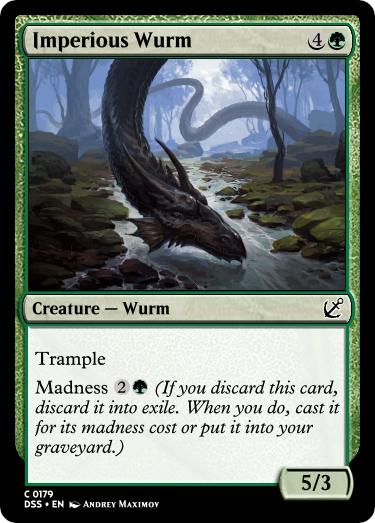 Imperious Wurm 4
Creature — Wurm
Trample
Madness 2 (If you discard this card,
discard it into exile. When you do, cast it
for its madness cost or put it into your
graveyard.)
5/3
C 0179
DSS • EN Andrey Maximov